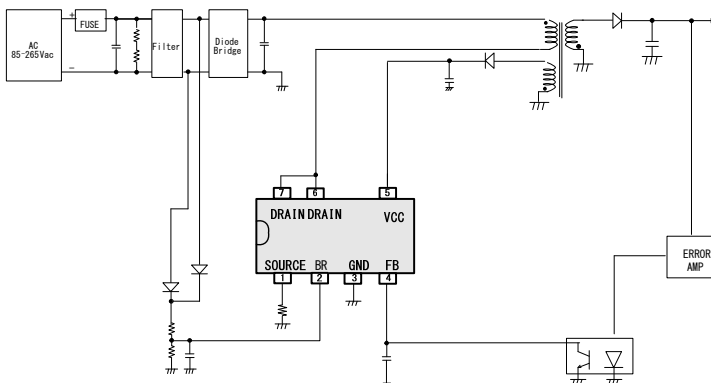 AC
85-265Vac
+
-
FUSE
Filter
Diode
Bridge
7
6
5
DRAIN DRAIN
VCC
SOURCE BR GND FB
1
2
3
4
ERROR
AMP